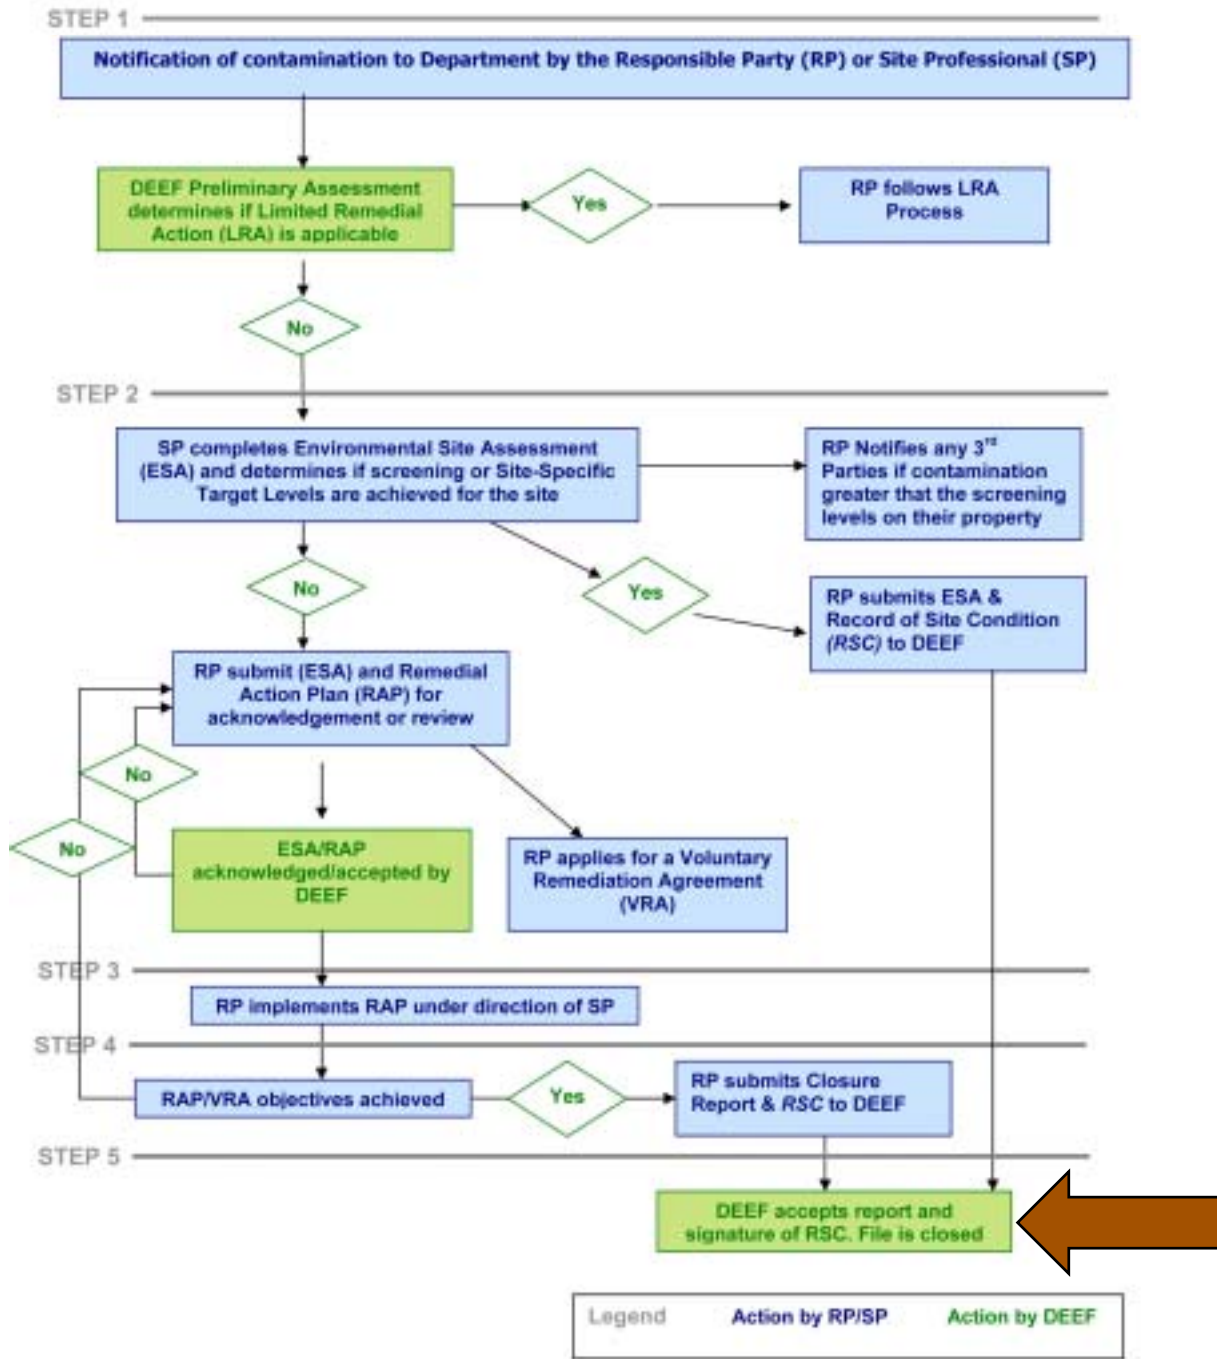 STEP 1
Notification of contamination to Department by the Responsible Party (RP) or Site Professional (SP)
DEEF Preliminary Assessment
determines if Limited Remedial
Action (LRA) is applicable
Yes
RP follows LRA
Process
No
STEP 2
SP completes Environmental Site Assessment
(ESA) and determines if screening or Site-Specific
Target Levels are achieved for the site
RP Notifies any 3rd
Parties if contamination
greater that the screening
levels on their property
No
Yes
RP submits ESA &
Record of Site Condition
(RSC) to DEEF
RP submit (ESA) and Remedial
Action Plan (RAP) for
acknowledgement or review
No
No
ESA/RAP
acknowledged/accepted by
DEEF
RP applies for a Voluntary
Remediation Agreement
(VRA)
STEP 3
RP implements RAP under direction of SP
STEP 4
RAP/VRA objectives achieved
Yes
RP submits Closure
Report & RSC to DEEF
STEP 5
DEEF accepts report and
signature of RSC. File is closed
Legend Action by RP/SP Action by DEEF